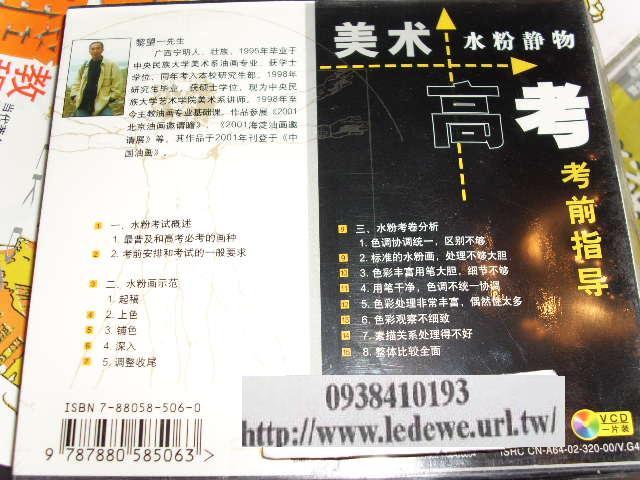 黎望一先生
广西宁明人、壮族，1995年毕业于
中央民族大学美术系油画专业、获学士
学位、同年考入本校研究生部，1998年
研究生毕业，获硕士学位，现为中央民
族大学艺术学院美术系讲师。1998年至
今主教油画专业基础课。作品参展《2001
北京油画邀请展》、《2001海淀油画邀
请展》等，其作品于2001年刊登于《中
国油画》。
1 一、水粉考试概述
1. 最普及和高考必考的画种
2 2. 考前安排和考试的一般要求
3 二、水粉画示范
1. 起稿
4 2. 上色
5 3. 铺色
6 4. 深入
7 5. 调整收尾
ISBN 7-88058-506-0
9 787880 585063 >
美术 水粉静物
高考
考前指导
三、水粉考卷分析
1. 色调协调统一，区别不够
2. 标准的水粉画，处理不够大胆
3. 色彩丰富用笔大胆，细节不够
4. 用笔干净，色调不统一协调
5. 色彩处理非常丰富，偶然性太多
6. 色彩观察不细致
7. 素描关系处理得不好
8. 整体比较全面
0938410193
http://www.ledewe.url.tw/
VCD
一片装
ISRC CN-A64-02-320-00/V.G4